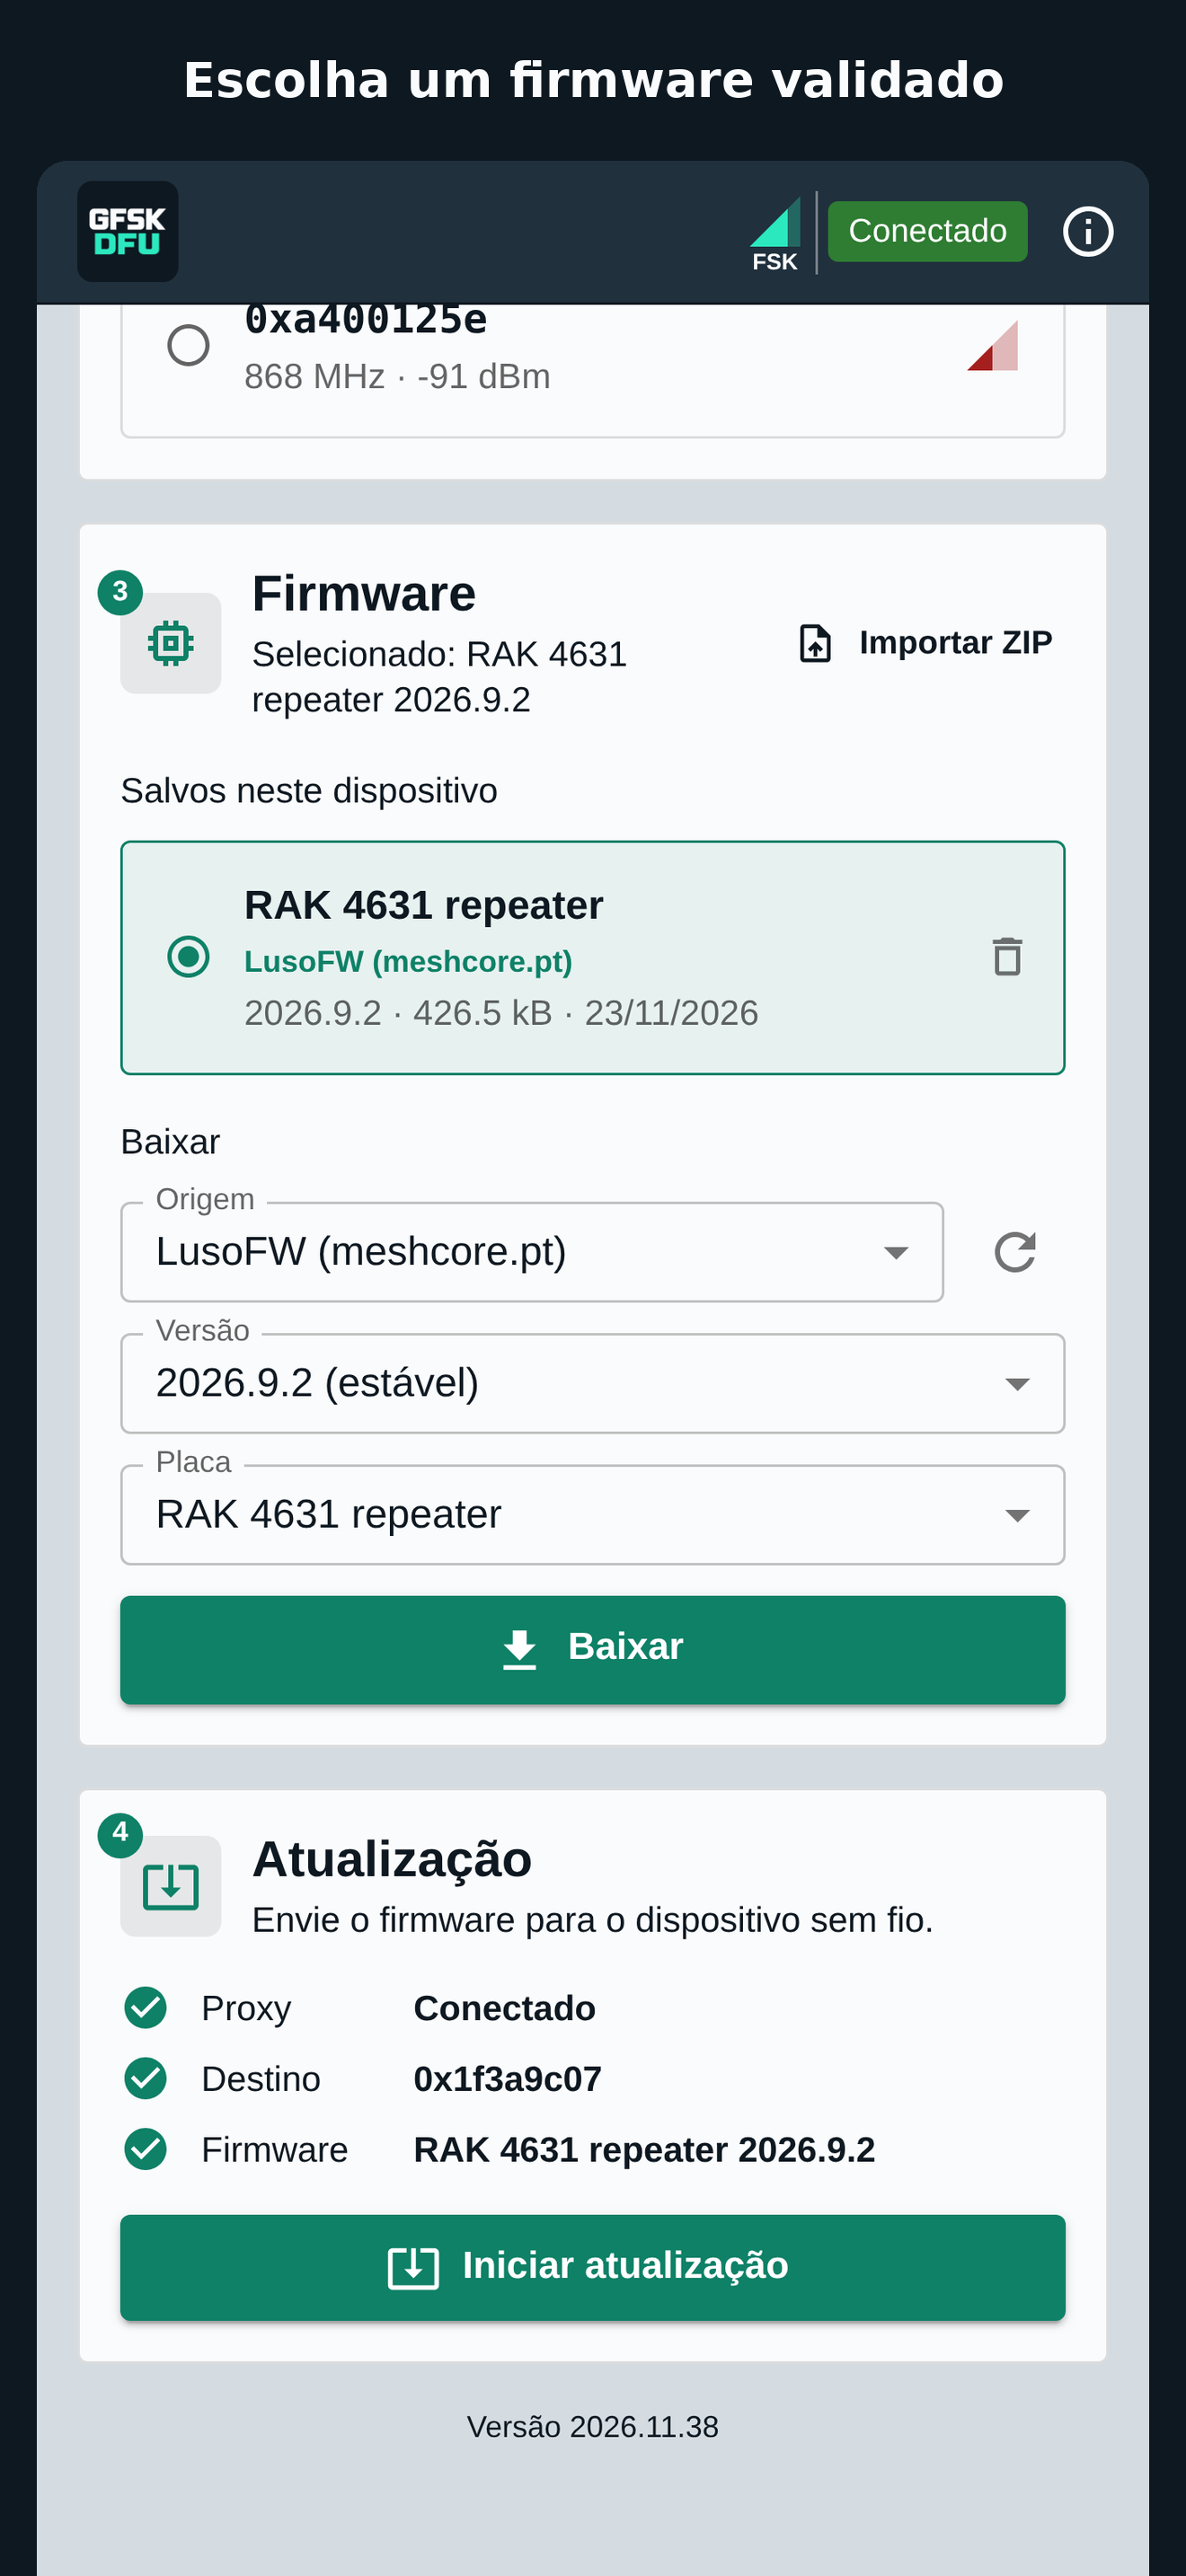 Escolha um firmware validado
GFSK
DFU
FSK
Conectado
0xa400125e
868 MHz · -91 dBm
3
Firmware
Selecionado: RAK 4631
repeater 2026.9.2
Importar ZIP
Salvos neste dispositivo
RAK 4631 repeater
LusoFW (meshcore.pt)
2026.9.2 · 426.5 kB · 23/11/2026
Baixar
Origem
LusoFW (meshcore.pt)
Versão
2026.9.2 (estável)
Placa
RAK 4631 repeater
Baixar
4
Atualização
Envie o firmware para o dispositivo sem fio.
Proxy Conectado
Destino 0x1f3a9c07
Firmware RAK 4631 repeater 2026.9.2
Iniciar atualização
Versão 2026.11.38